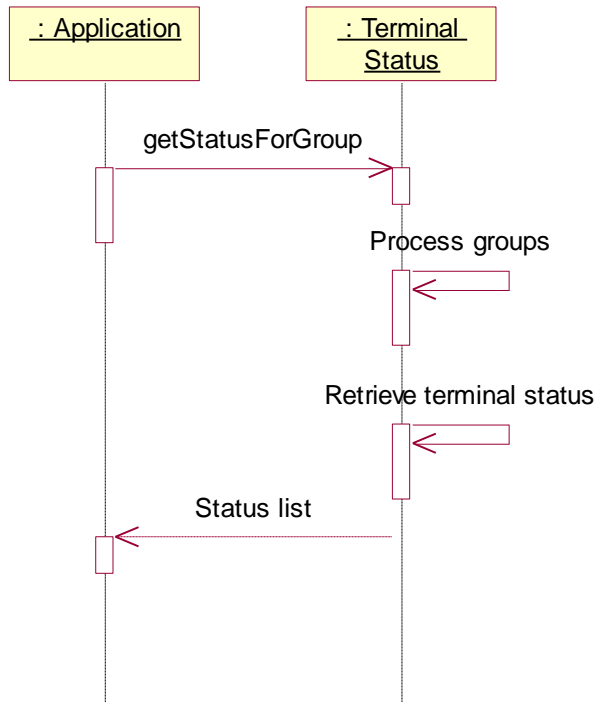 : Application
: Terminal
Status
getStatusForGroup
Process groups
Retrieve terminal status
Status list